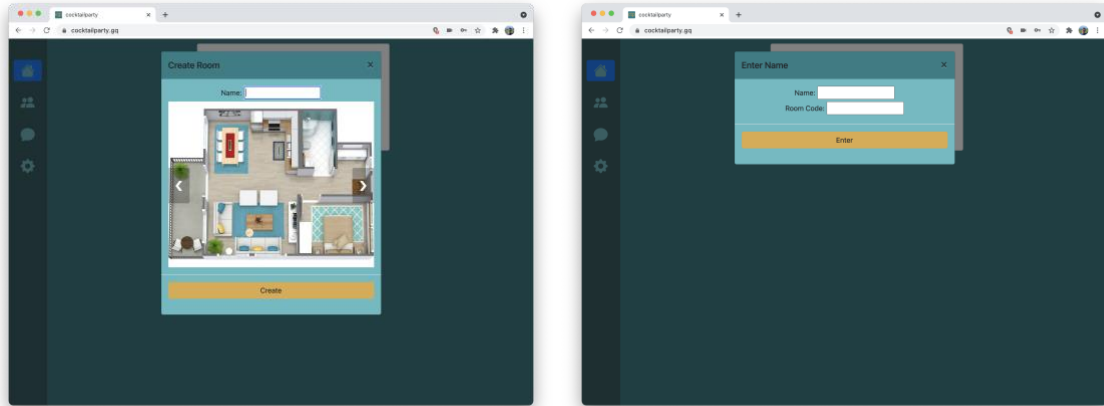 cocktailparty
cocktailparty.gq
Create Room
Name:
Create
cocktailparty
cocktailparty.gq
Enter Name
Name:
Room Code:
Enter